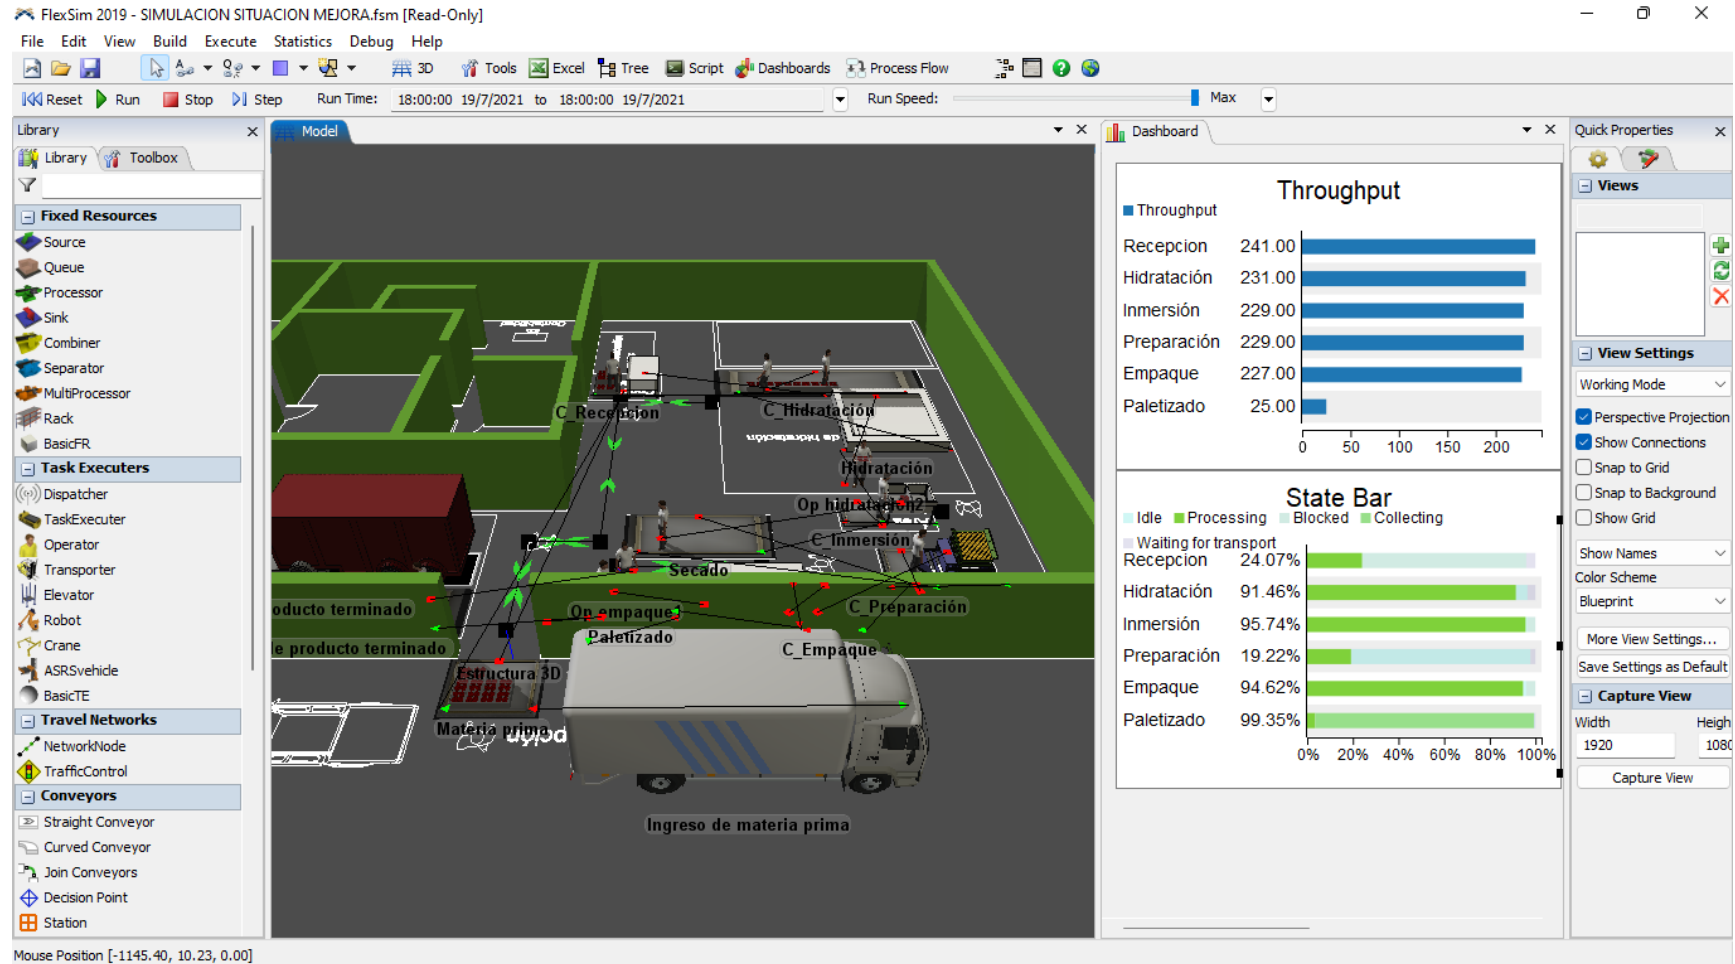 FlexSim 2019 - SIMULACION SITUACION MEJORA.fsm [Read-Only]
File Edit View Build Execute Statistics Debug Help
3D Tools Excel Tree Script Dashboards Process Flow
Reset Run Stop Step Run Time: 18:00:00 19/7/2021 to 18:00:00 19/7/2021 Run Speed: Max
Library
Library Toolbox
Fixed Resources
Source
Queue
Processor
Sink
Combiner
Separator
MultiProcessor
Rack
BasicFR
Task Executers
Dispatcher
TaskExecuter
Operator
Transporter
Elevator
Robot
Crane
ASRSvehicle
BasicTE
Travel Networks
NetworkNode
TrafficControl
Conveyors
Straight Conveyor
Curved Conveyor
Join Conveyors
Decision Point
Station
Mouse Position [-1145.40, 10.23, 0.00]
Model
C_Recepcion
C_Hidratación
de hidratación
Hidratación
Op hidratacion2
C_Inmersión
Secado
oducto terminado
Op empaque1
C_Preparación
Paletizado
e producto terminado
C_Empaque
Estructura 3D
Materia prima
pción
Ingreso de materia prima
Dashboard
Throughput
Throughput
Recepcion 241.00
Hidratación 231.00
Inmersión 229.00
Preparación 229.00
Empaque 227.00
Paletizado 25.00
0 50 100 150 200
State Bar
Idle Processing Blocked Collecting
Waiting for transport
Recepcion 24.07%
Hidratación 91.46%
Inmersión 95.74%
Preparación 19.22%
Empaque 94.62%
Paletizado 99.35%
0% 20% 40% 60% 80% 100%
Quick Properties
Views
View Settings
Working Mode
Perspective Projection
Show Connections
Snap to Grid
Snap to Background
Show Grid
Show Names
Color Scheme
Blueprint
More View Settings...
Save Settings as Default
Capture View
Width Heigh
1920 1080
Capture View